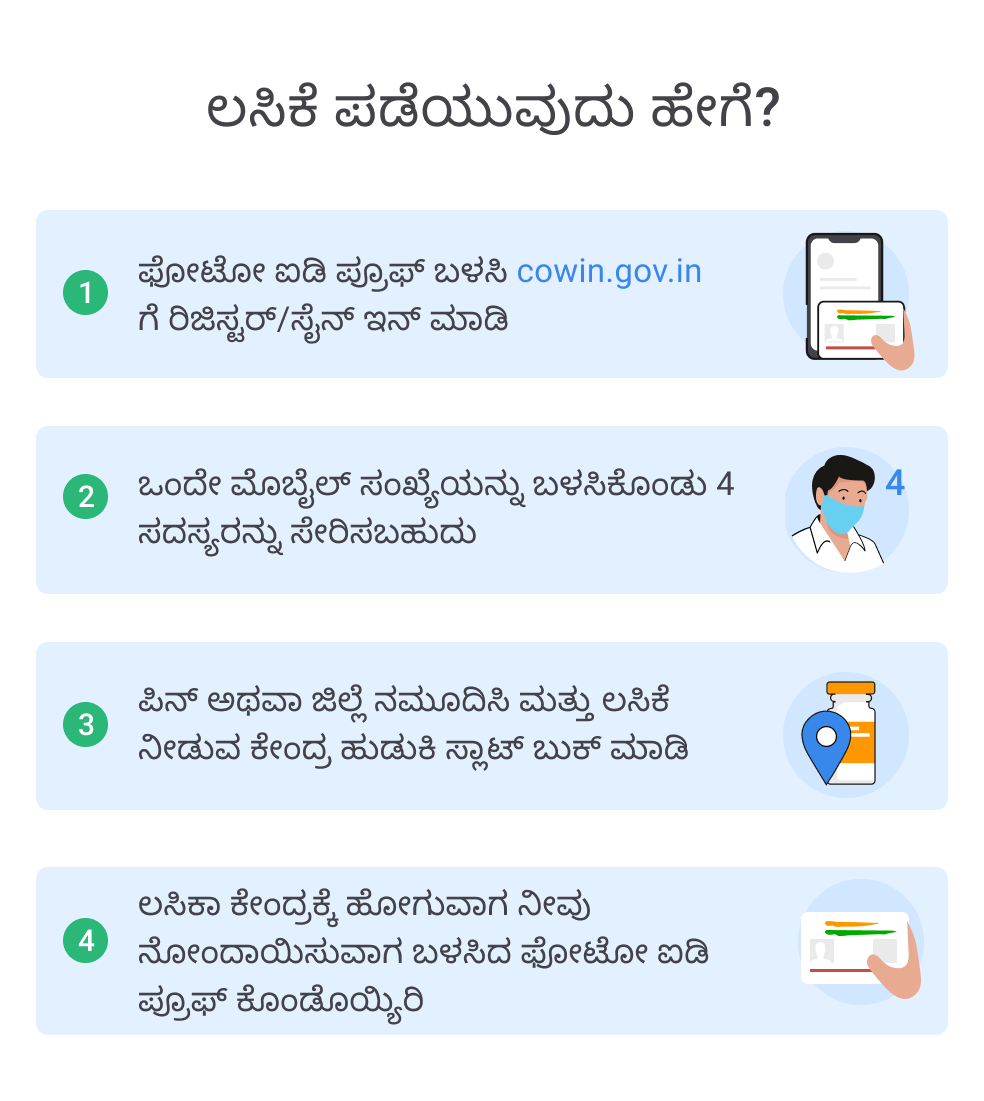 ಲಸಿಕೆ ಪಡೆಯುವುದು ಹೇಗೆ?
1
ಫೋಟೋ ಐಡಿ ಪ್ರೂಫ್ ಬಳಸಿ cowin.gov.in
ಗೆ ರಿಜಿಸ್ಟರ್/ಸೈನ್ ಇನ್ ಮಾಡಿ
2
ಒಂದೇ ಮೊಬೈಲ್ ಸಂಖ್ಯೆಯನ್ನು ಬಳಸಿಕೊಂಡು 4
ಸದಸ್ಯರನ್ನು ಸೇರಿಸಬಹುದು
4
3
ಪಿನ್ ಅಥವಾ ಜಿಲ್ಲೆ ನಮೂದಿಸಿ ಮತ್ತು ಲಸಿಕೆ
ನೀಡುವ ಕೇಂದ್ರ ಹುಡುಕಿ ಸ್ಲಾಟ್ ಬುಕ್ ಮಾಡಿ
4
ಲಸಿಕಾ ಕೇಂದ್ರಕ್ಕೆ ಹೋಗುವಾಗ ನೀವು
ನೋಂದಾಯಿಸುವಾಗ ಬಳಸಿದ ಫೋಟೋ ಐಡಿ
ಪ್ರೂಫ್ ಕೊಂಡೊಯ್ಯಿರಿ